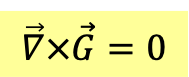 ∇⃗×G⃗ = 0